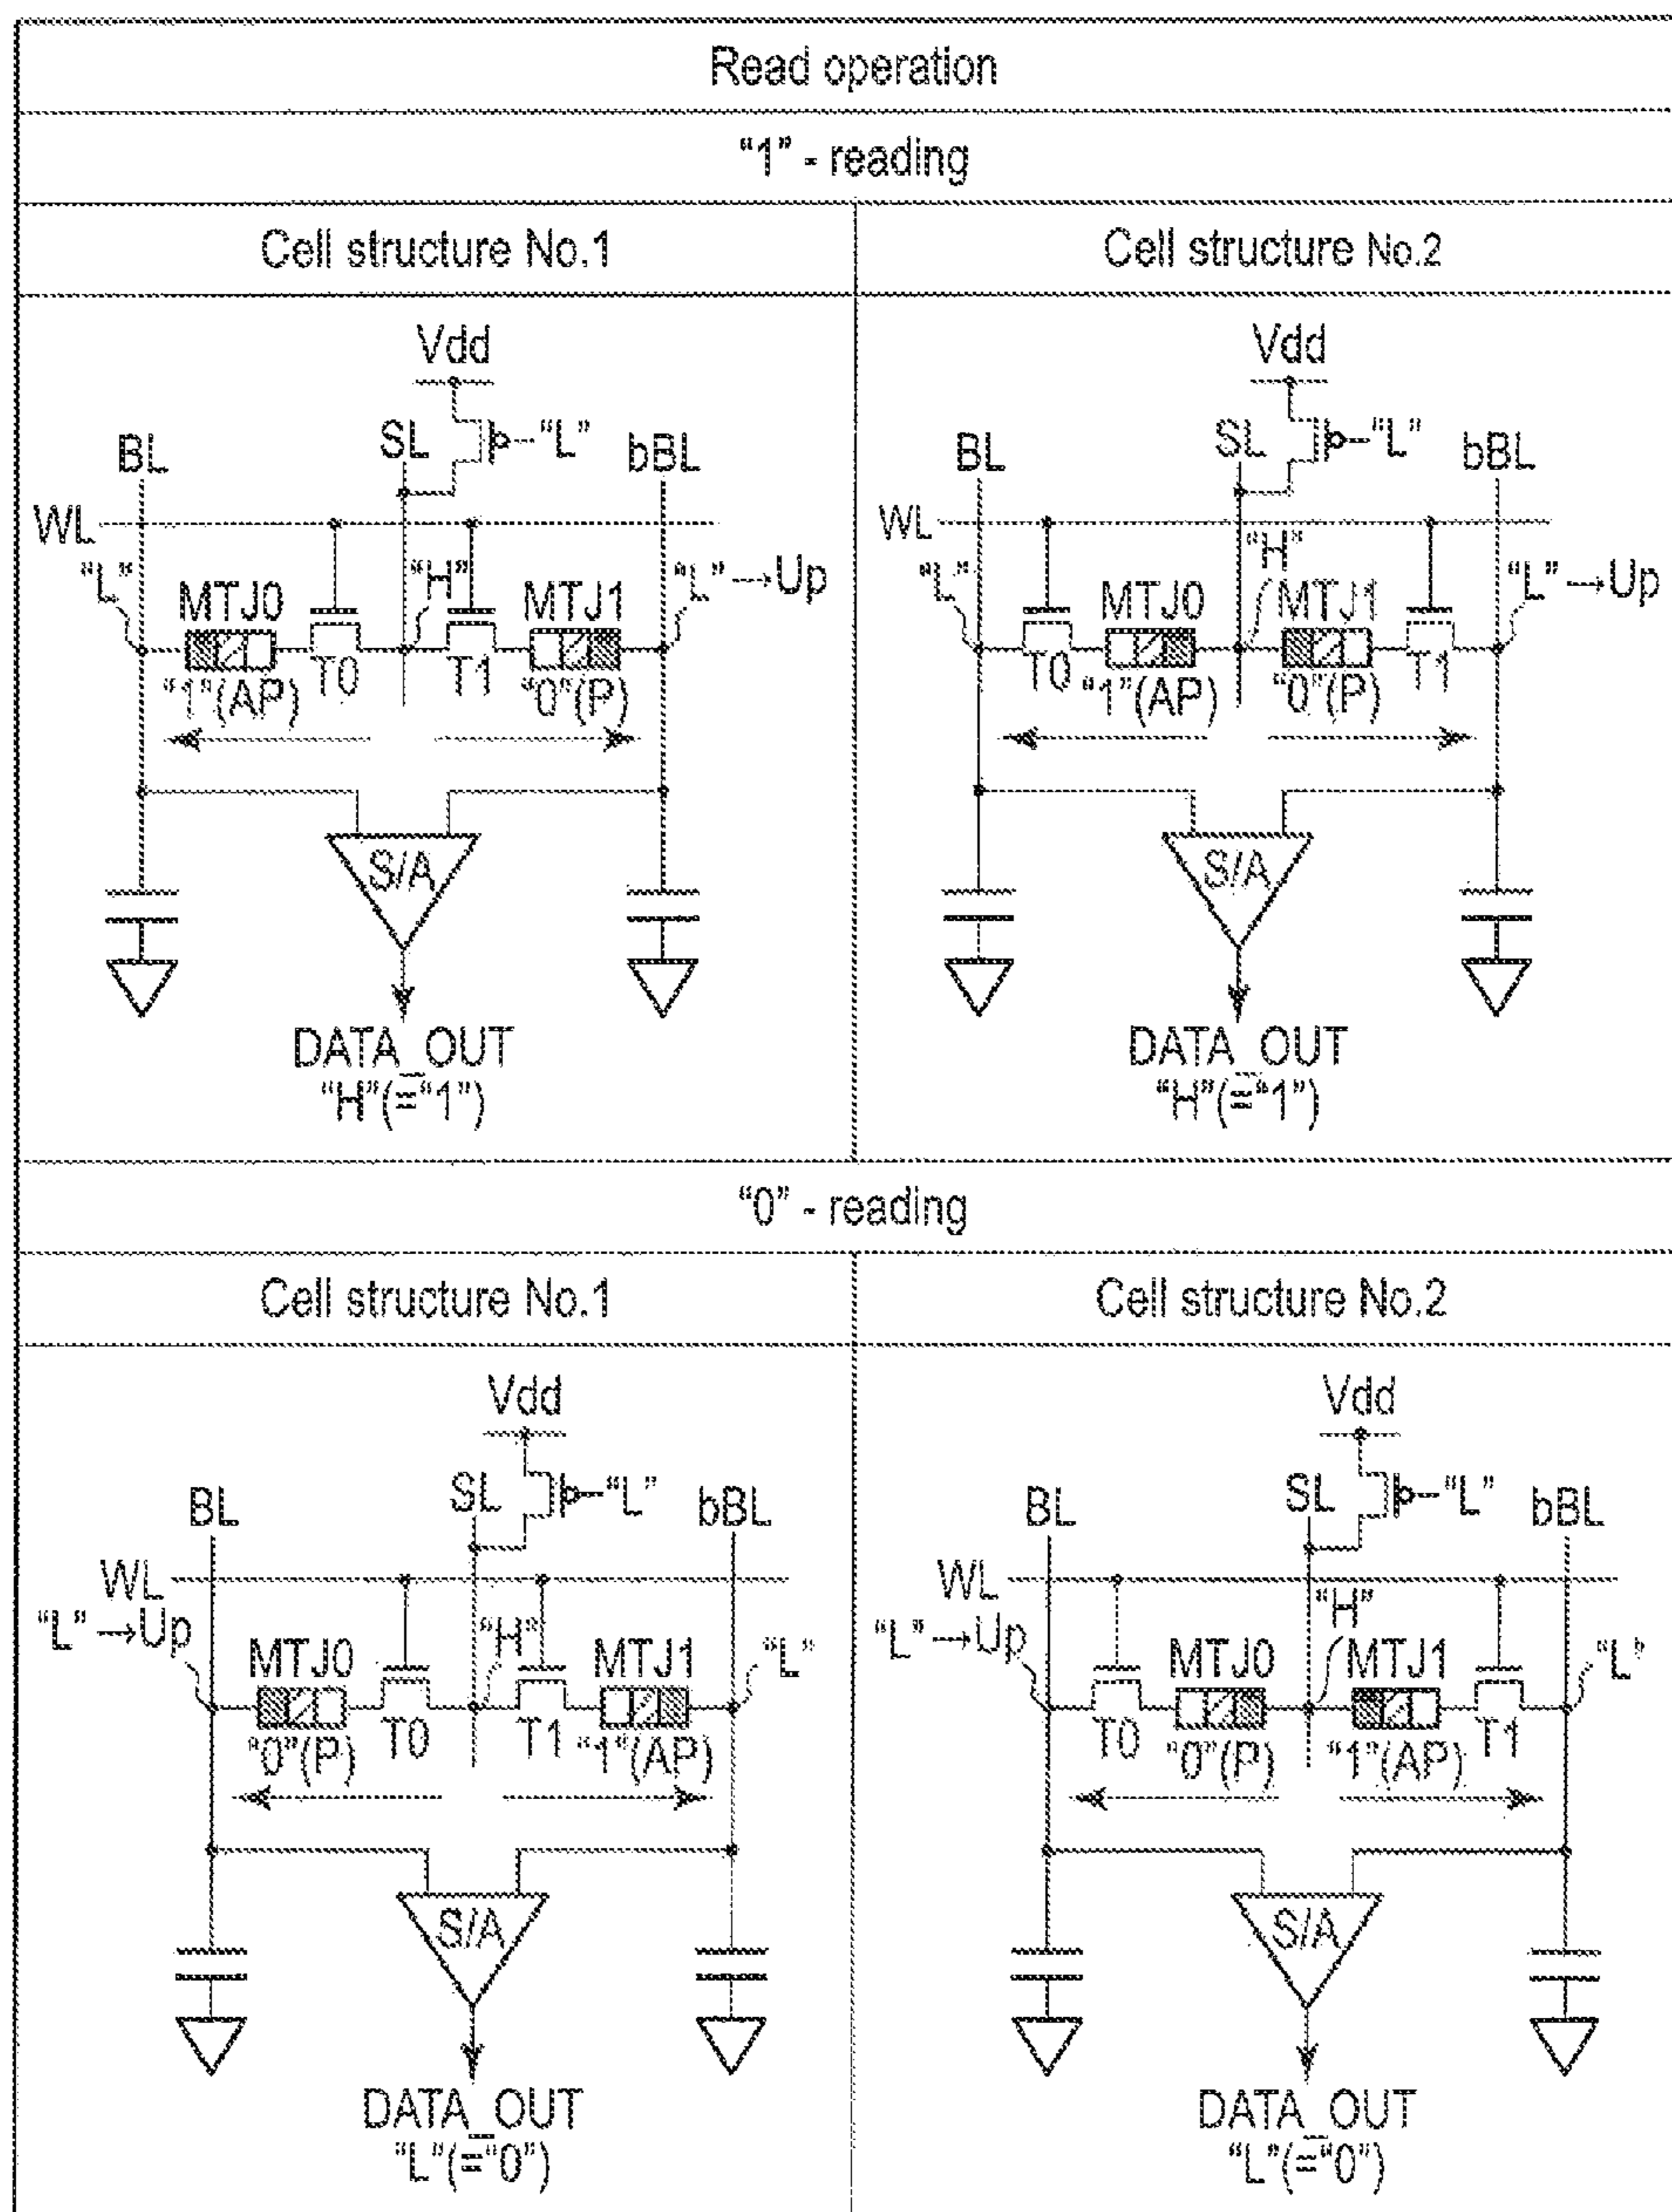 Read operation
“1” - reading
Cell structure No.1
Vdd
SL “L”
BL bBL
WL
“L” MTJ0 “H” MTJ1 “L” →Up
T0 T1
“1”(AP) “0”(P)
S/A
DATA_OUT
“H”(=“1”)
Cell structure No.2
Vdd
SL “L”
BL bBL
WL
“H”
“L” MTJ0 MTJ1 “L” →Up
T0 “1”(AP) “0”(P) T1
S/A
DATA_OUT
“H”(=“1”)
“0” - reading
Cell structure No.1
Vdd
SL “L”
BL bBL
WL
“L” →Up MTJ0 “H” MTJ1 “L”
“0”(P) T0 T1 “1”(AP)
S/A
DATA_OUT
“L”(=“0”)
Cell structure No.2
Vdd
SL “L”
BL bBL
WL
“H”
“L” →Up MTJ0 MTJ1 “L”
T0 “0”(P) “1”(AP) T1
S/A
DATA_OUT
“L”(=“0”)